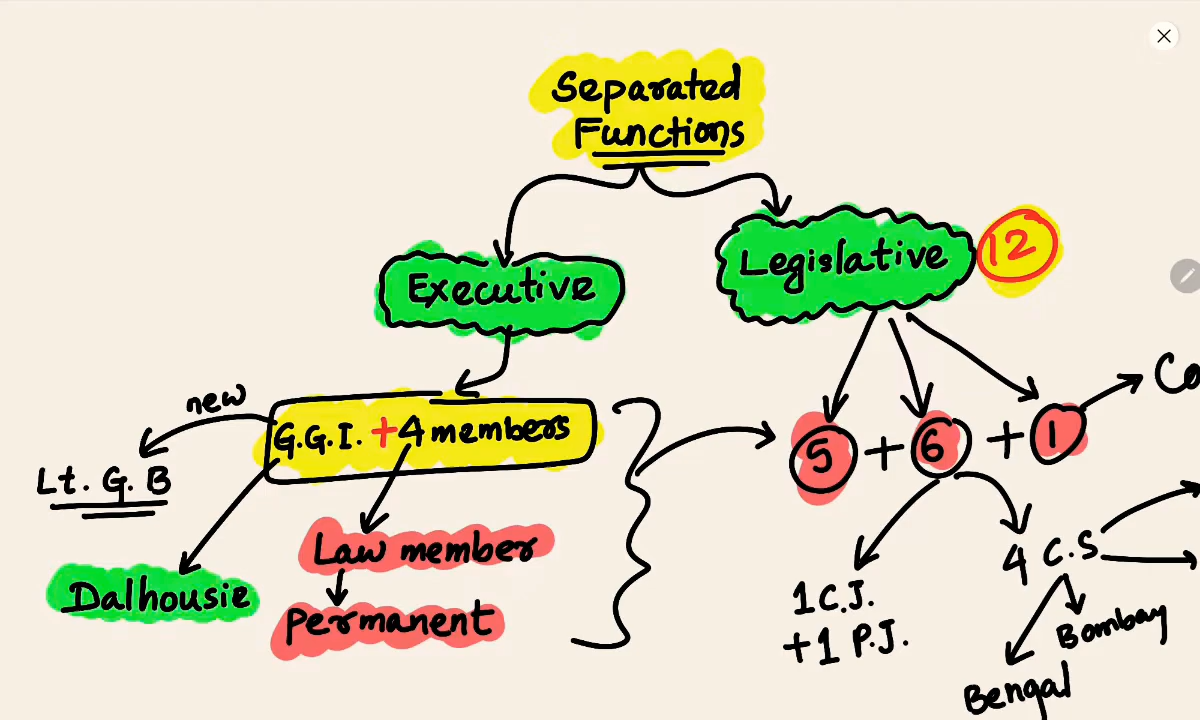 Separated
Functions
Executive
Legislative 12
new
G.G.I. + 4 members
Lt. G. B
Dalhousie
Law member
Permanent
5 + 6 + 1
1 C.J.
+1 P.J.
4 C.S
Bombay
Bengal